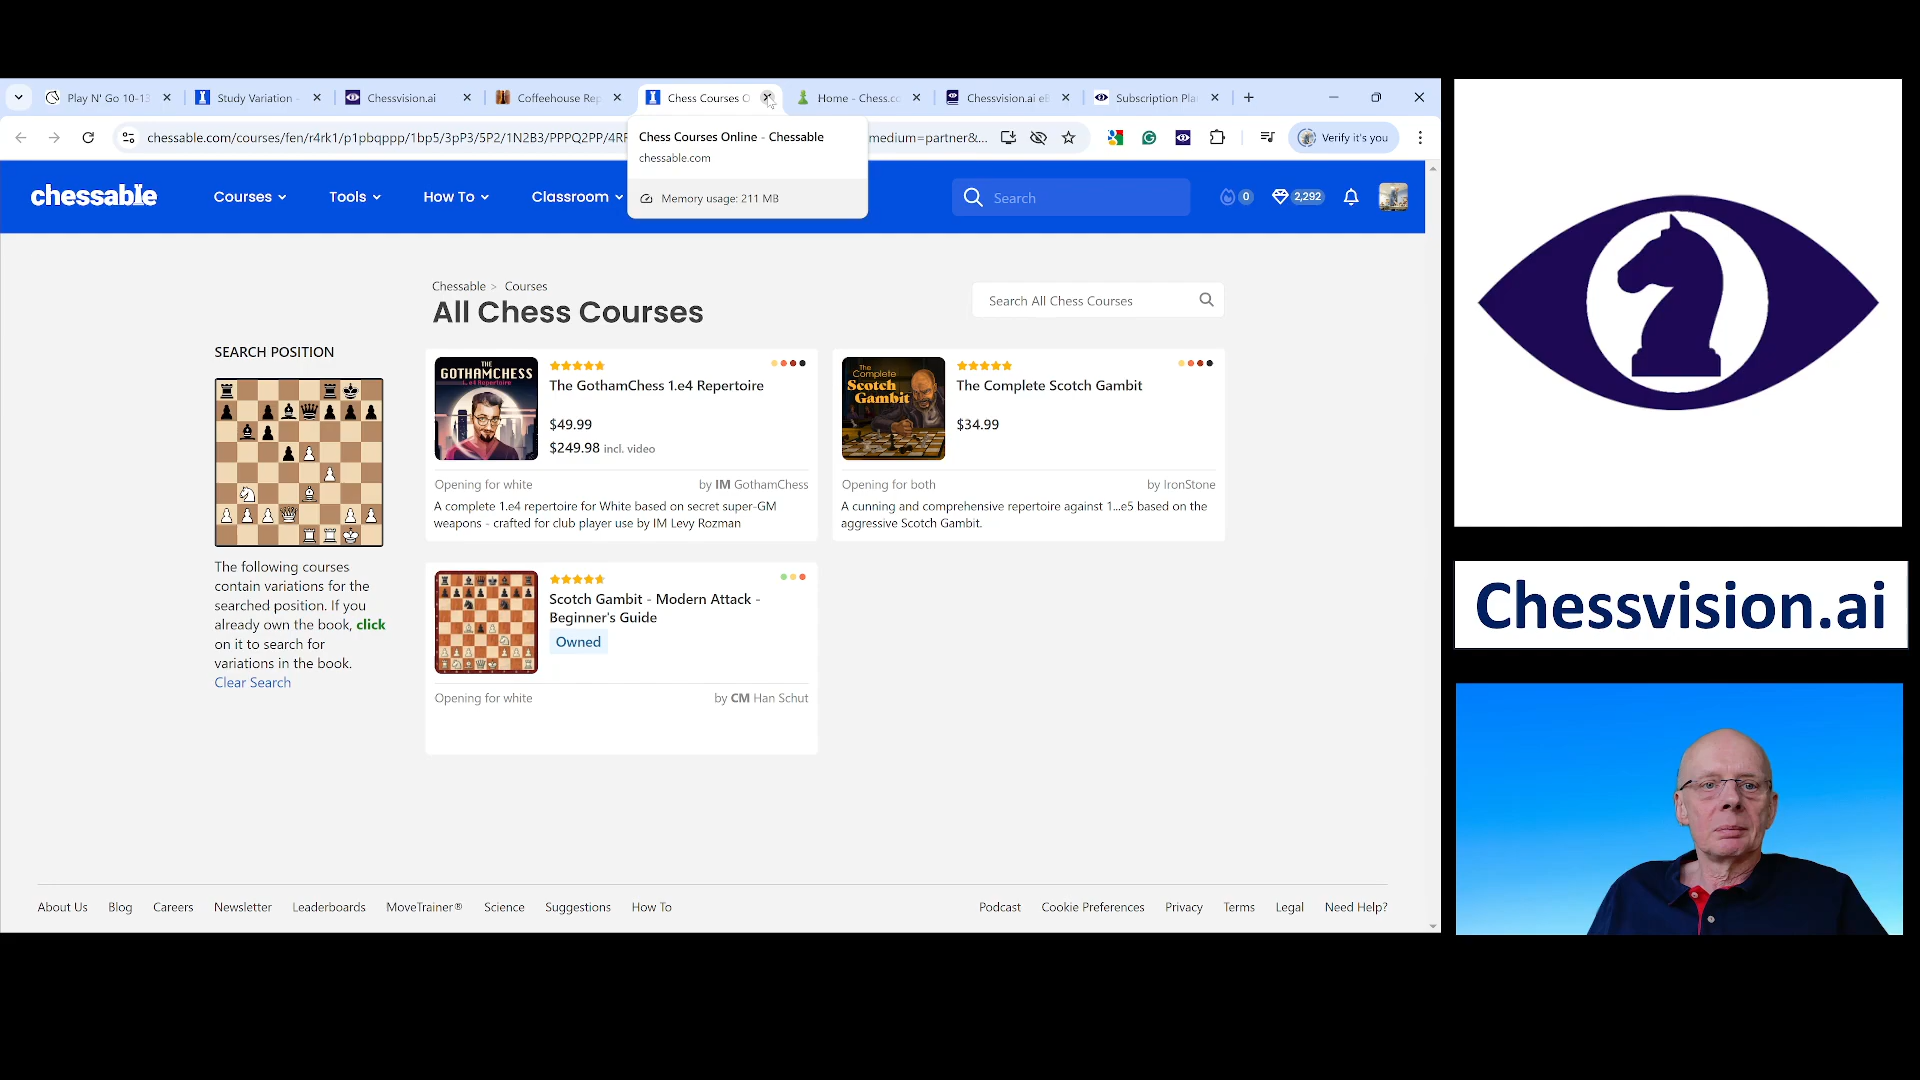 Play N' Go 10-13
Study Variation -
Chessvision.ai
Coffeehouse Rep
Chess Courses O
Home - Chess.co
Chessvision.ai eB
Subscription Pla
chessable.com/courses/fen/r4rk1/p1pbqppp/1bp5/3pP3/5P2/1N2B3/PPPQ2PP/4RR
medium=partner&...
Verify it's you
Chess Courses Online - Chessable
chessable.com
Memory usage: 211 MB
chessable
Courses
Tools
How To
Classroom
Search
0
2,292
Chessable > Courses
All Chess Courses
Search All Chess Courses
SEARCH POSITION
The following courses
contain variations for the
searched position. If you
already own the book, click
on it to search for
variations in the book.
Clear Search
THE
GOTHAMCHESS
1.e4 Repertoire
The GothamChess 1.e4 Repertoire
$49.99
$249.98 incl. video
Opening for white
by IM GothamChess
A complete 1.e4 repertoire for White based on secret super-GM
weapons - crafted for club player use by IM Levy Rozman
The
Complete
Scotch
Gambit
The Complete Scotch Gambit
$34.99
Opening for both
by IronStone
A cunning and comprehensive repertoire against 1...e5 based on the
aggressive Scotch Gambit.
Scotch Gambit - Modern Attack -
Beginner's Guide
Owned
Opening for white
by CM Han Schut
About Us
Blog
Careers
Newsletter
Leaderboards
MoveTrainer®
Science
Suggestions
How To
Podcast
Cookie Preferences
Privacy
Terms
Legal
Need Help?
Chessvision.ai